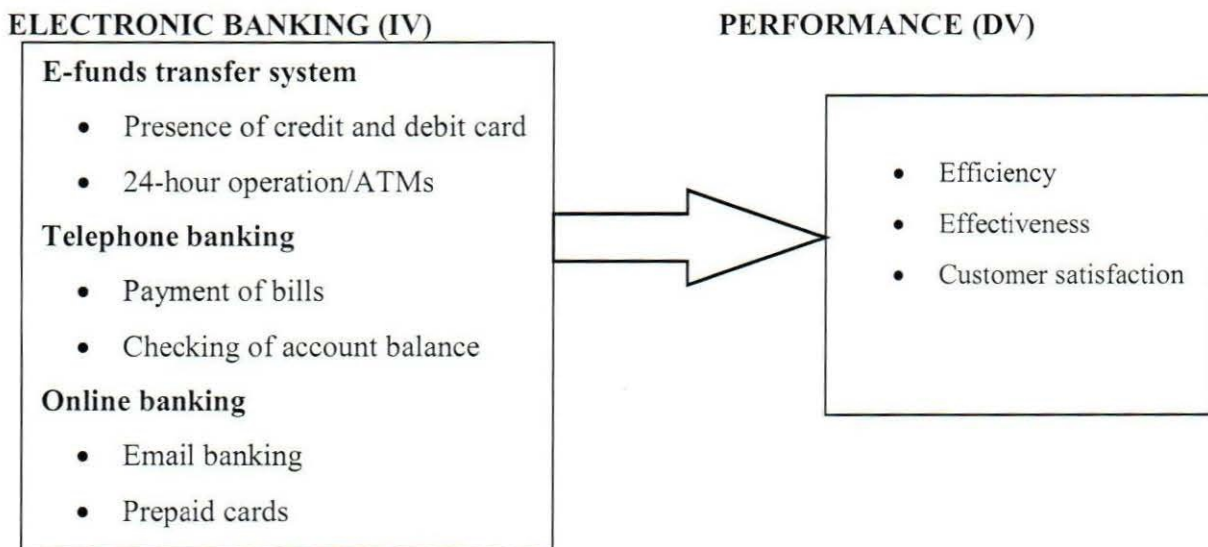 ELECTRONIC BANKING (IV)
E-funds transfer system
• Presence of credit and debit card
• 24-hour operation/ATMs
Telephone banking
• Payment of bills
• Checking of account balance
Online banking
• Email banking
• Prepaid cards
PERFORMANCE (DV)
• Efficiency
• Effectiveness
• Customer satisfaction